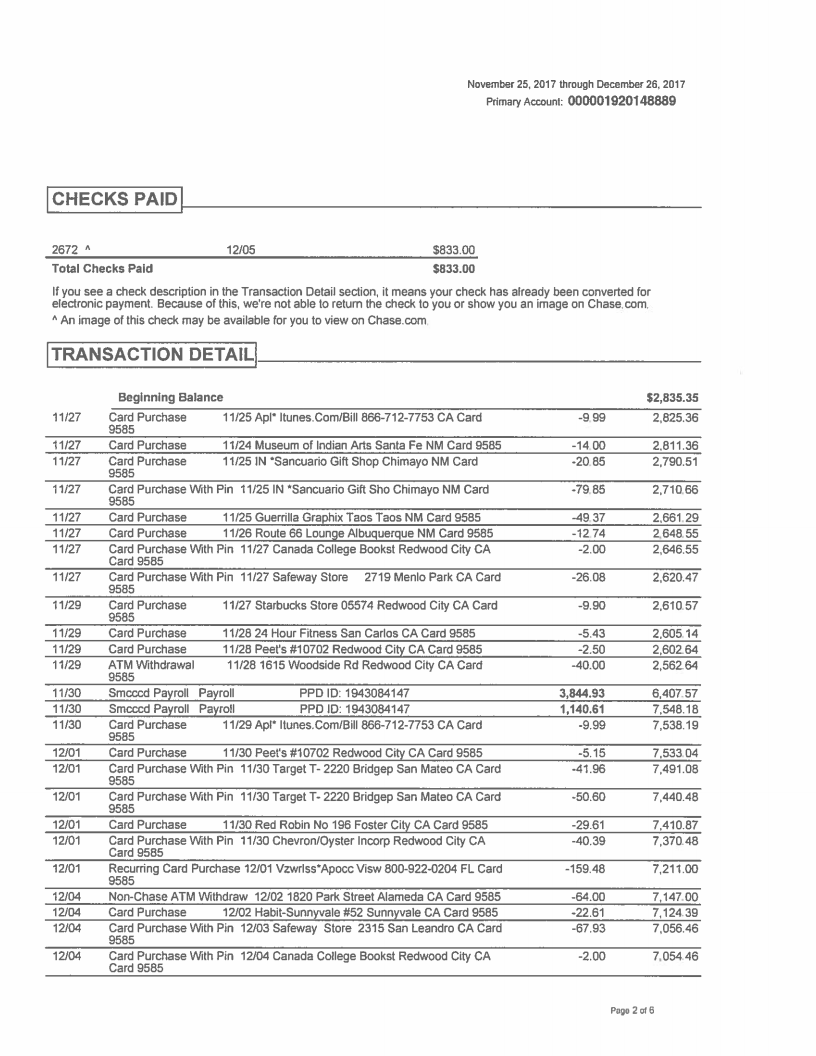 November 25, 2017 through December 26, 2017
Primary Account: 000001920148889
CHECKS PAID
2672 ^ 12/05 $833.00
Total Checks Paid $833.00
If you see a check description in the Transaction Detail section, it means your check has already been converted for
electronic payment. Because of this, we're not able to return the check to you or show you an image on Chase.com.
^ An image of this check may be available for you to view on Chase.com.
TRANSACTION DETAIL
Beginning Balance $2,835.35
11/27 Card Purchase 11/25 Apl* Itunes.Com/Bill 866-712-7753 CA Card -9.99 2,825.36
9585
11/27 Card Purchase 11/24 Museum of Indian Arts Santa Fe NM Card 9585 -14.00 2,811.36
11/27 Card Purchase 11/25 IN *Sancuario Gift Shop Chimayo NM Card -20.85 2,790.51
9585
11/27 Card Purchase With Pin 11/25 IN *Sancuario Gift Sho Chimayo NM Card -79.85 2,710.66
9585
11/27 Card Purchase 11/25 Guerrilla Graphix Taos Taos NM Card 9585 -49.37 2,661.29
11/27 Card Purchase 11/26 Route 66 Lounge Albuquerque NM Card 9585 -12.74 2,648.55
11/27 Card Purchase With Pin 11/27 Canada College Bookst Redwood City CA -2.00 2,646.55
Card 9585
11/27 Card Purchase With Pin 11/27 Safeway Store 2719 Menlo Park CA Card -26.08 2,620.47
9585
11/29 Card Purchase 11/27 Starbucks Store 05574 Redwood City CA Card -9.90 2,610.57
9585
11/29 Card Purchase 11/28 24 Hour Fitness San Carlos CA Card 9585 -5.43 2,605.14
11/29 Card Purchase 11/28 Peet's #10702 Redwood City CA Card 9585 -2.50 2,602.64
11/29 ATM Withdrawal 11/28 1615 Woodside Rd Redwood City CA Card -40.00 2,562.64
9585
11/30 Smcccd Payroll Payroll PPD ID: 1943084147 3,844.93 6,407.57
11/30 Smcccd Payroll Payroll PPD ID: 1943084147 1,140.61 7,548.18
11/30 Card Purchase 11/29 Apl* Itunes.Com/Bill 866-712-7753 CA Card -9.99 7,538.19
9585
12/01 Card Purchase 11/30 Peet's #10702 Redwood City CA Card 9585 -5.15 7,533.04
12/01 Card Purchase With Pin 11/30 Target T- 2220 Bridgep San Mateo CA Card -41.96 7,491.08
9585
12/01 Card Purchase With Pin 11/30 Target T- 2220 Bridgep San Mateo CA Card -50.60 7,440.48
9585
12/01 Card Purchase 11/30 Red Robin No 196 Foster City CA Card 9585 -29.61 7,410.87
12/01 Card Purchase With Pin 11/30 Chevron/Oyster Incorp Redwood City CA -40.39 7,370.48
Card 9585
12/01 Recurring Card Purchase 12/01 Vzwrlss*Apocc Visw 800-922-0204 FL Card -159.48 7,211.00
9585
12/04 Non-Chase ATM Withdraw 12/02 1820 Park Street Alameda CA Card 9585 -64.00 7,147.00
12/04 Card Purchase 12/02 Habit-Sunnyvale #52 Sunnyvale CA Card 9585 -22.61 7,124.39
12/04 Card Purchase With Pin 12/03 Safeway Store 2315 San Leandro CA Card -67.93 7,056.46
9585
12/04 Card Purchase With Pin 12/04 Canada College Bookst Redwood City CA -2.00 7,054.46
Card 9585
Page 2 of 6